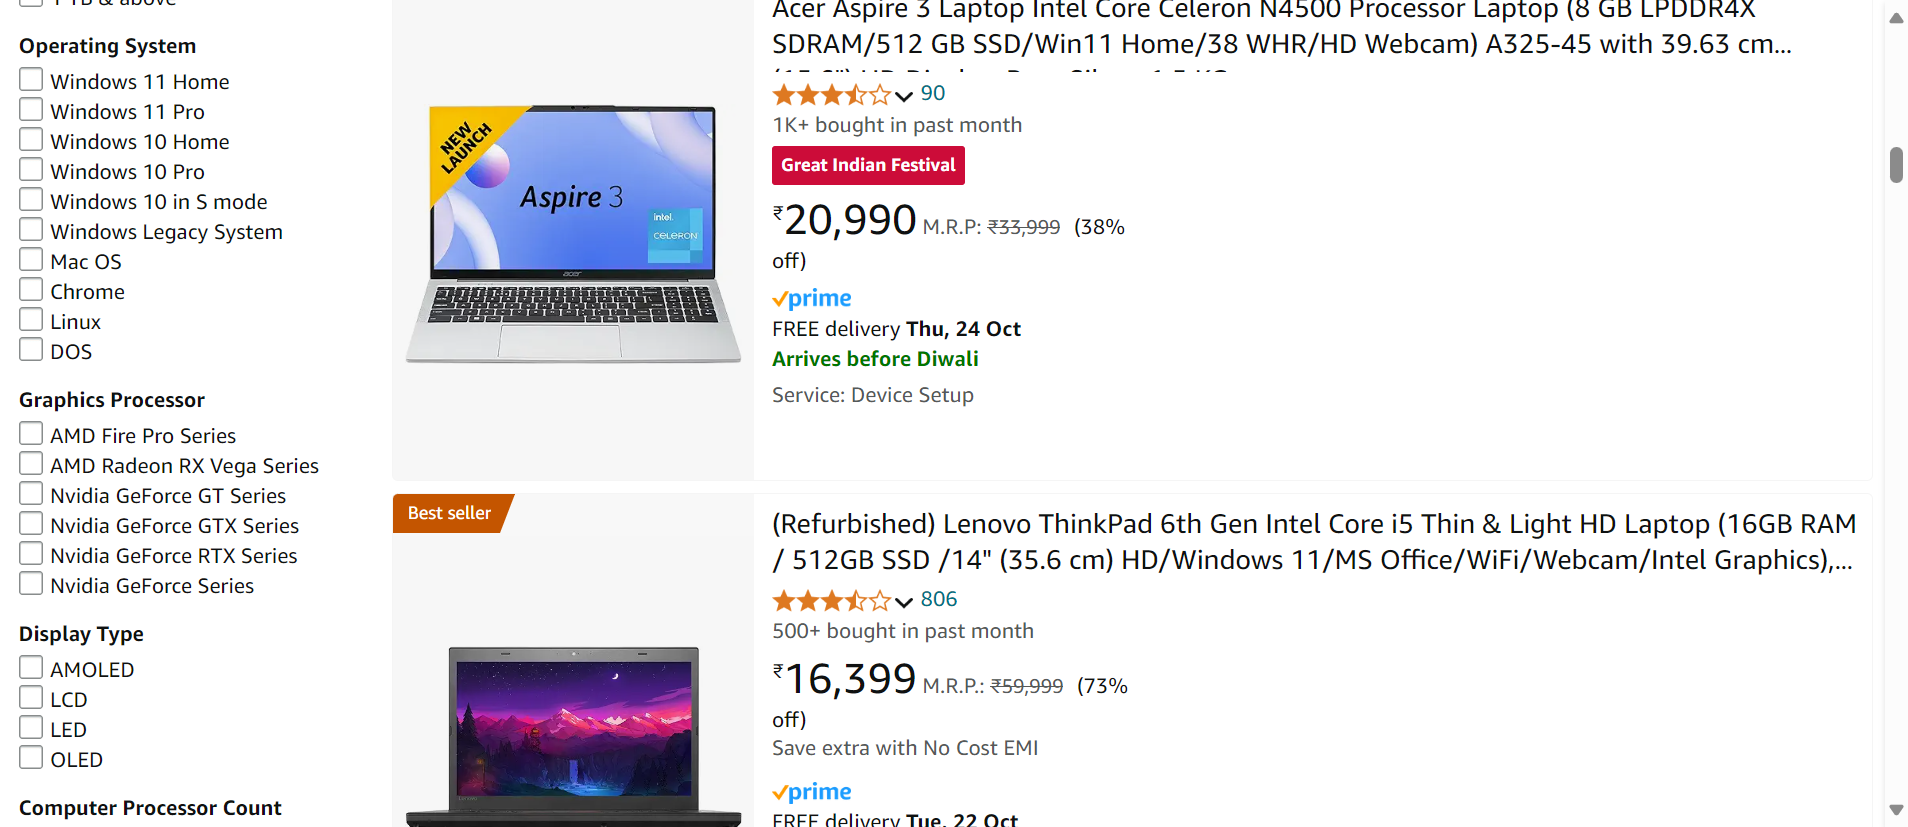 1 TB & above
Operating System
Windows 11 Home
Windows 11 Pro
Windows 10 Home
Windows 10 Pro
Windows 10 in S mode
Windows Legacy System
Mac OS
Chrome
Linux
DOS
Graphics Processor
AMD Fire Pro Series
AMD Radeon RX Vega Series
Nvidia GeForce GT Series
Nvidia GeForce GTX Series
Nvidia GeForce RTX Series
Nvidia GeForce Series
Display Type
AMOLED
LCD
LED
OLED
Computer Processor Count
NEW
LAUNCH
Aspire 3
intel.
CELERON
acer
Acer Aspire 3 Laptop Intel Core Celeron N4500 Processor Laptop (8 GB LPDDR4X
SDRAM/512 GB SSD/Win11 Home/38 WHR/HD Webcam) A325-45 with 39.63 cm...
90
1K+ bought in past month
Great Indian Festival
₹20,990 M.R.P: ₹33,999 (38%
off)
prime
FREE delivery Thu, 24 Oct
Arrives before Diwali
Service: Device Setup
Best seller
(Refurbished) Lenovo ThinkPad 6th Gen Intel Core i5 Thin & Light HD Laptop (16GB RAM
/ 512GB SSD /14" (35.6 cm) HD/Windows 11/MS Office/WiFi/Webcam/Intel Graphics),...
806
500+ bought in past month
₹16,399 M.R.P.: ₹59,999 (73%
off)
Save extra with No Cost EMI
prime
FREE delivery Tue, 22 Oct